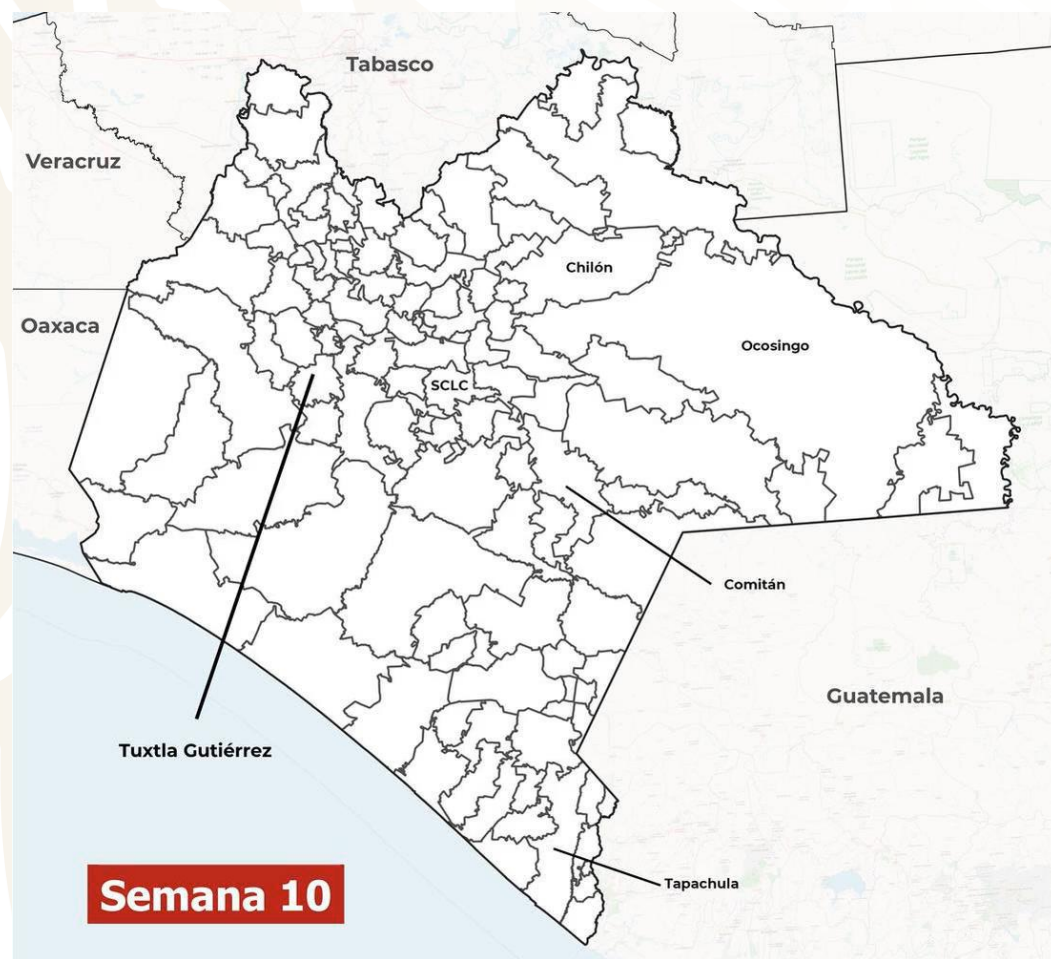 Tabasco
Veracruz
Chilón
Oaxaca
Ocosingo
SCLC
Comitán
Guatemala
Tuxtla Gutiérrez
Tapachula
Semana 10